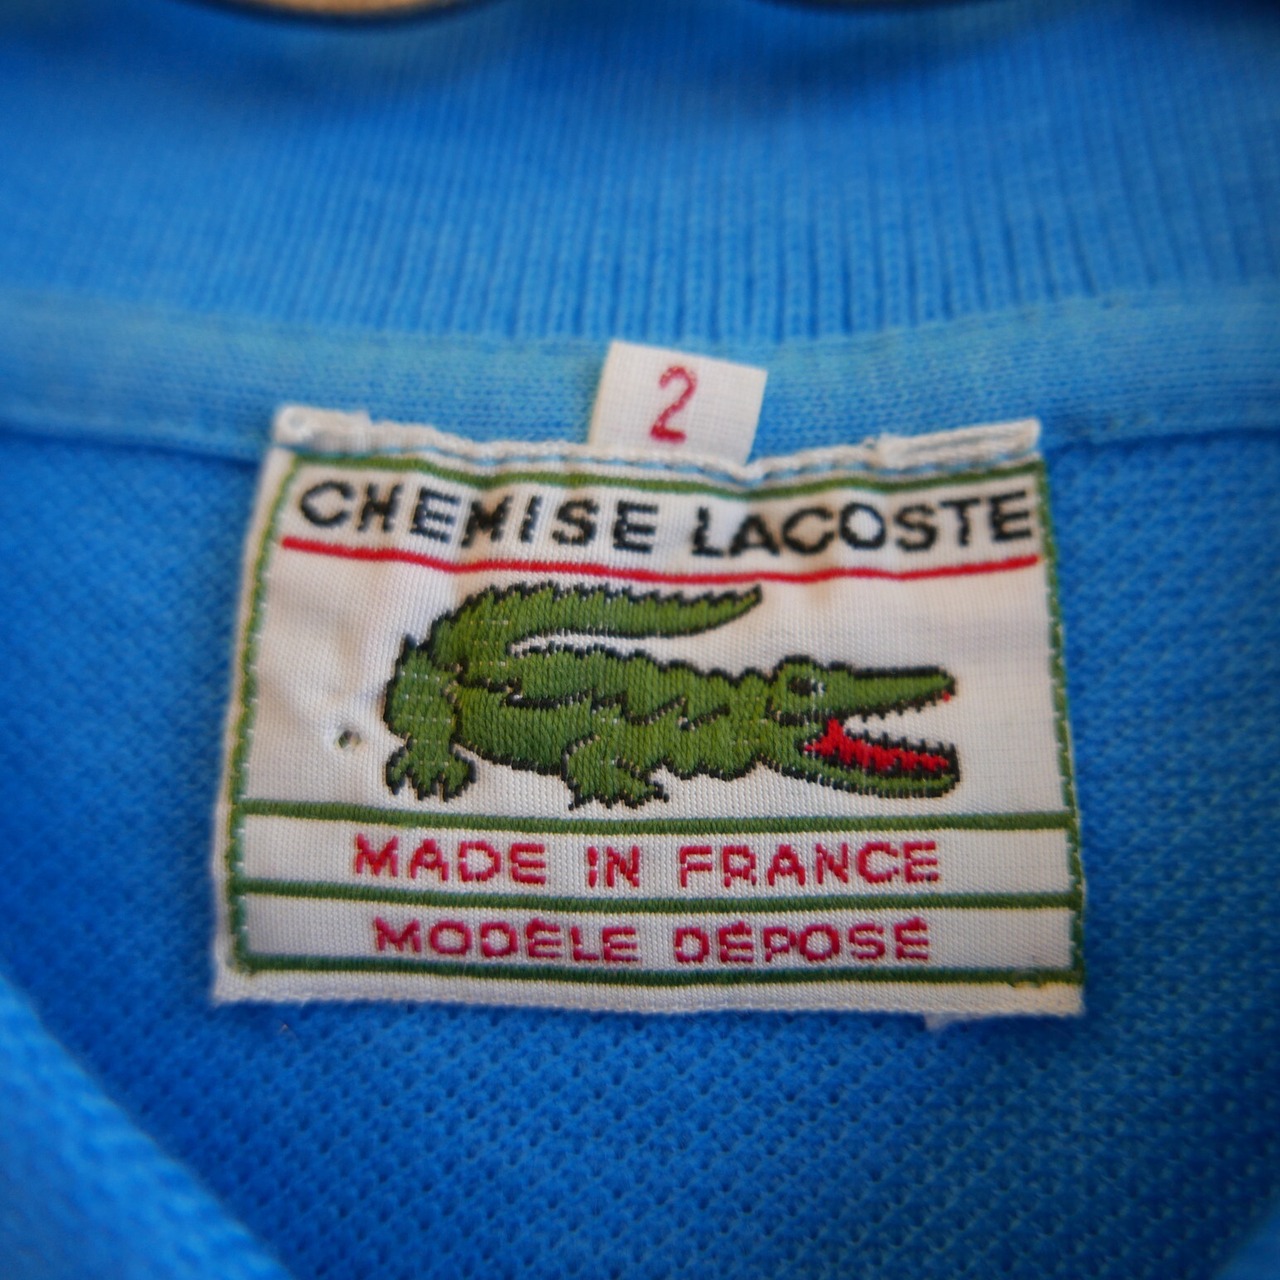 2
CHEMISE LACOSTE
MADE IN FRANCE
MODÈLE DÉPOSÉ